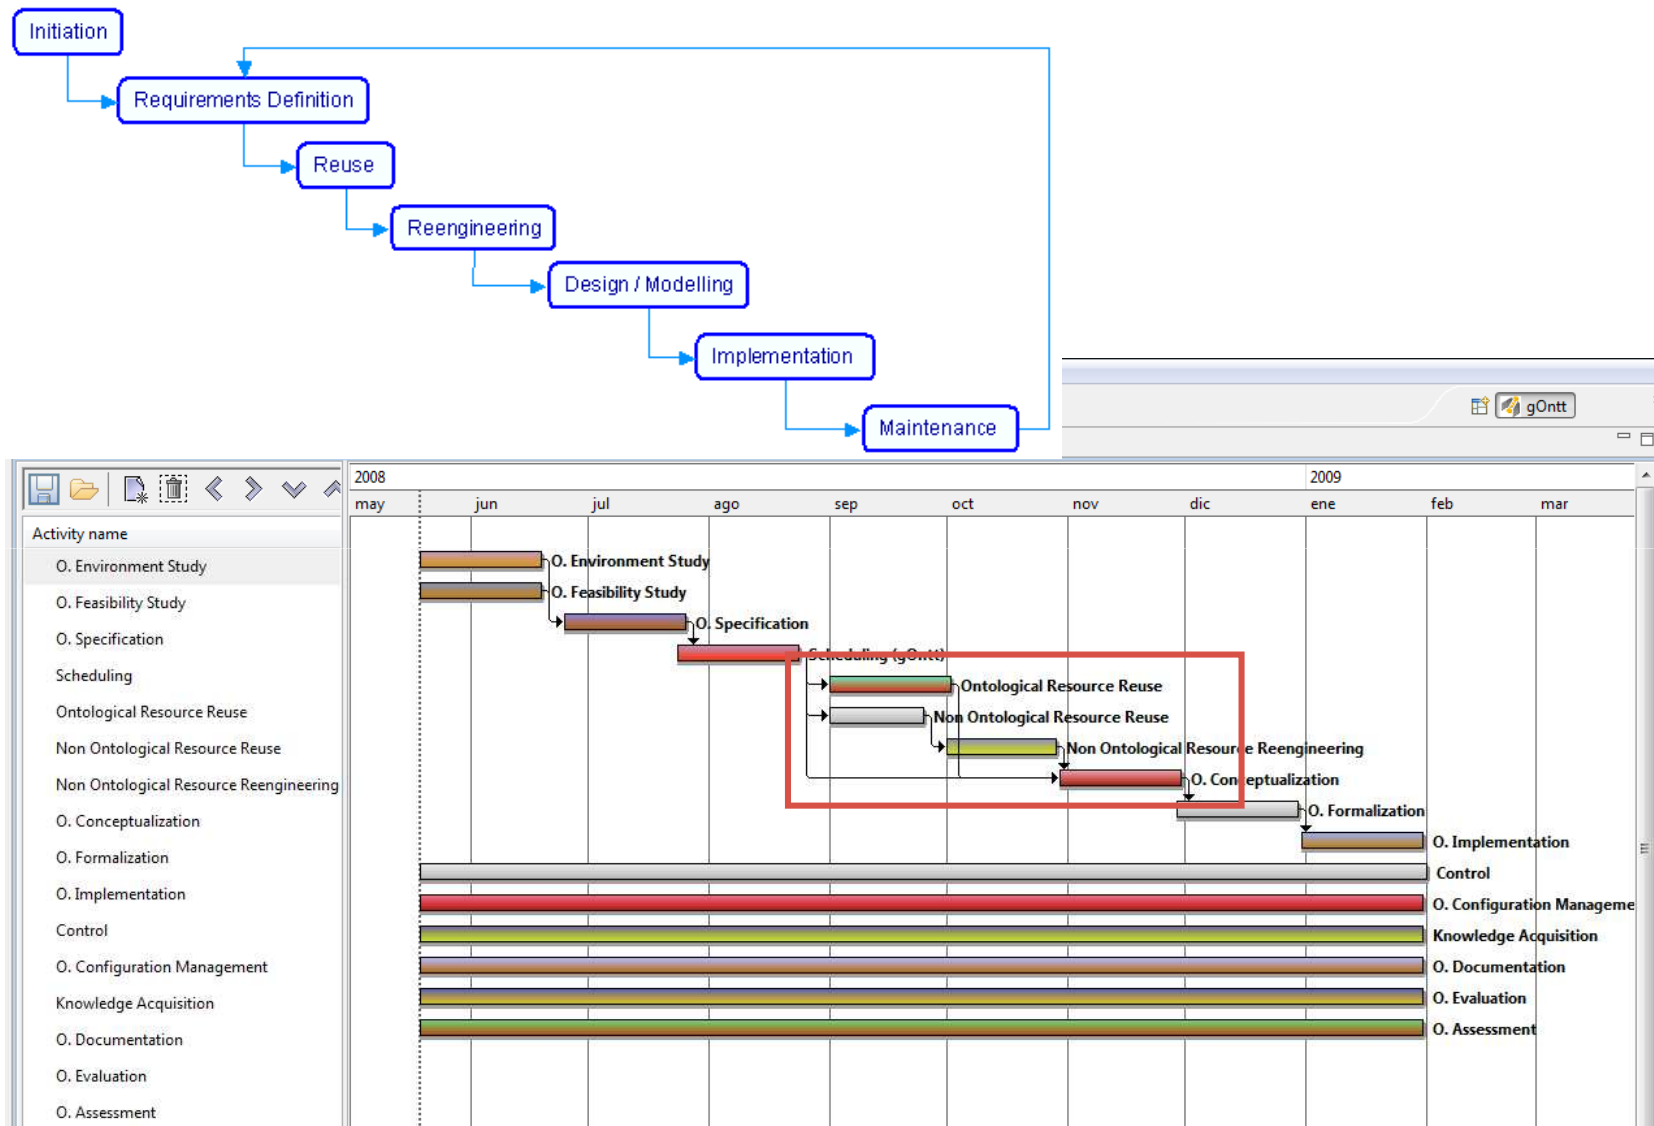 Initiation
Requirements Definition
Reuse
Reengineering
Design / Modelling
Implementation
Maintenance
gOntt
2008
2009
may jun jul ago sep oct nov dic ene feb mar
Activity name
O. Environment Study
O. Feasibility Study
O. Specification
Scheduling
Ontological Resource Reuse
Non Ontological Resource Reuse
Non Ontological Resource Reengineering
O. Conceptualization
O. Formalization
O. Implementation
Control
O. Configuration Management
Knowledge Acquisition
O. Documentation
O. Evaluation
O. Assessment
O. Environment Study
O. Feasibility Study
O. Specification
Scheduling (gOntt)
Ontological Resource Reuse
Non Ontological Resource Reuse
Non Ontological Resource Reengineering
O. Conceptualization
O. Formalization
O. Implementation
Control
O. Configuration Manageme
Knowledge Acquisition
O. Documentation
O. Evaluation
O. Assessment